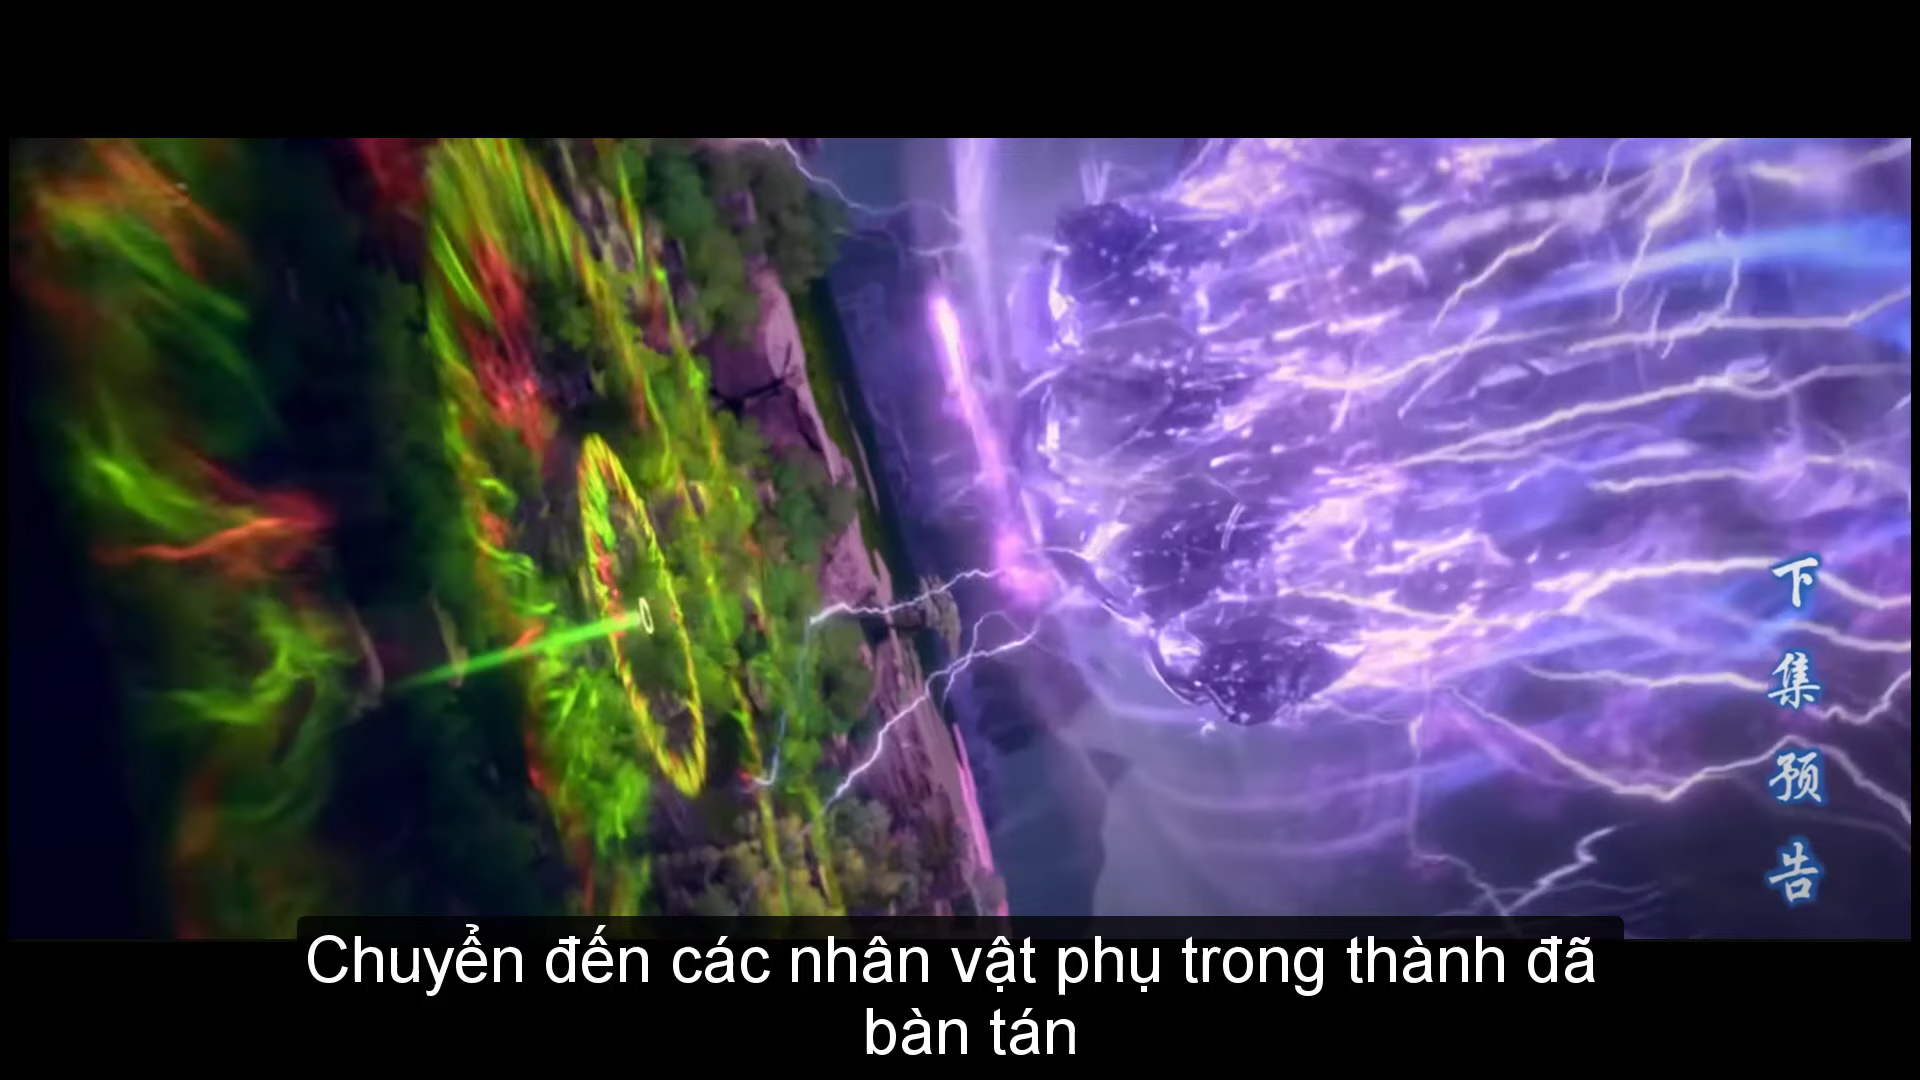 下集预告
Chuyển đến các nhân vật phụ trong thành đã
bàn tán